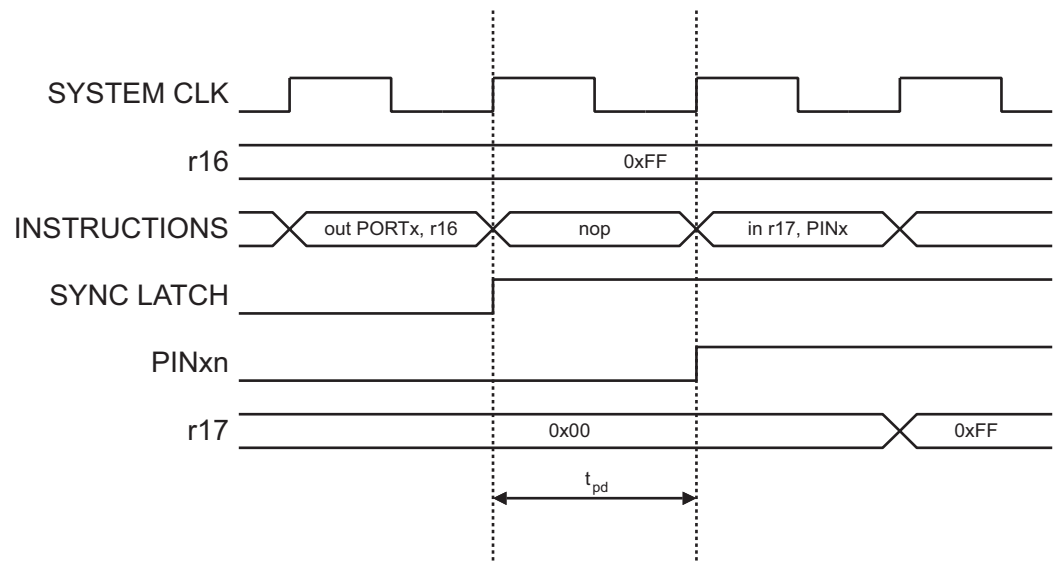 SYSTEM CLK
r16
0xFF
INSTRUCTIONS
out PORTx, r16
nop
in r17, PINx
SYNC LATCH
PINxn
r17
0x00
0xFF
tpd